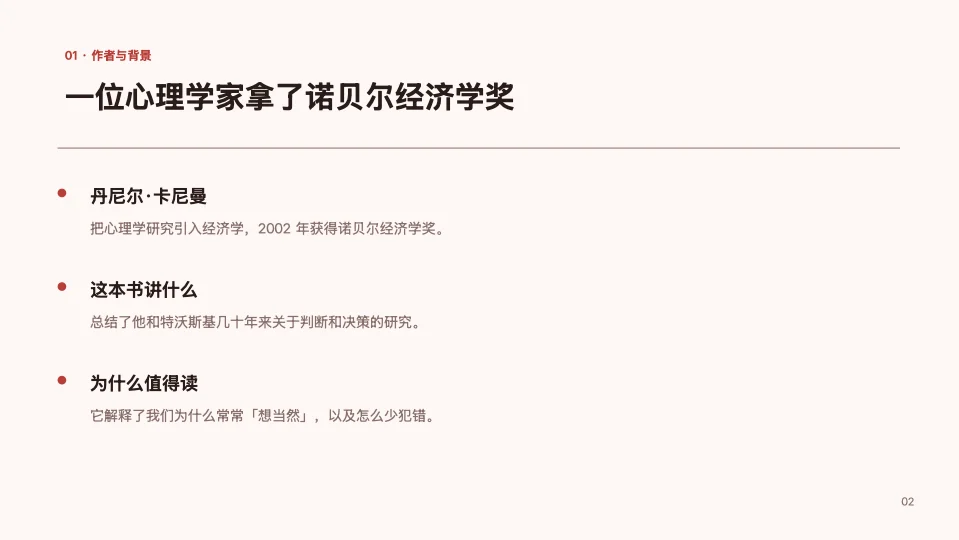 01 · 作者与背景
一位心理学家拿了诺贝尔经济学奖
丹尼尔·卡尼曼
把心理学研究引入经济学，2002 年获得诺贝尔经济学奖。
这本书讲什么
总结了他和特沃斯基几十年来关于判断和决策的研究。
为什么值得读
它解释了我们为什么常常「想当然」，以及怎么少犯错。
02